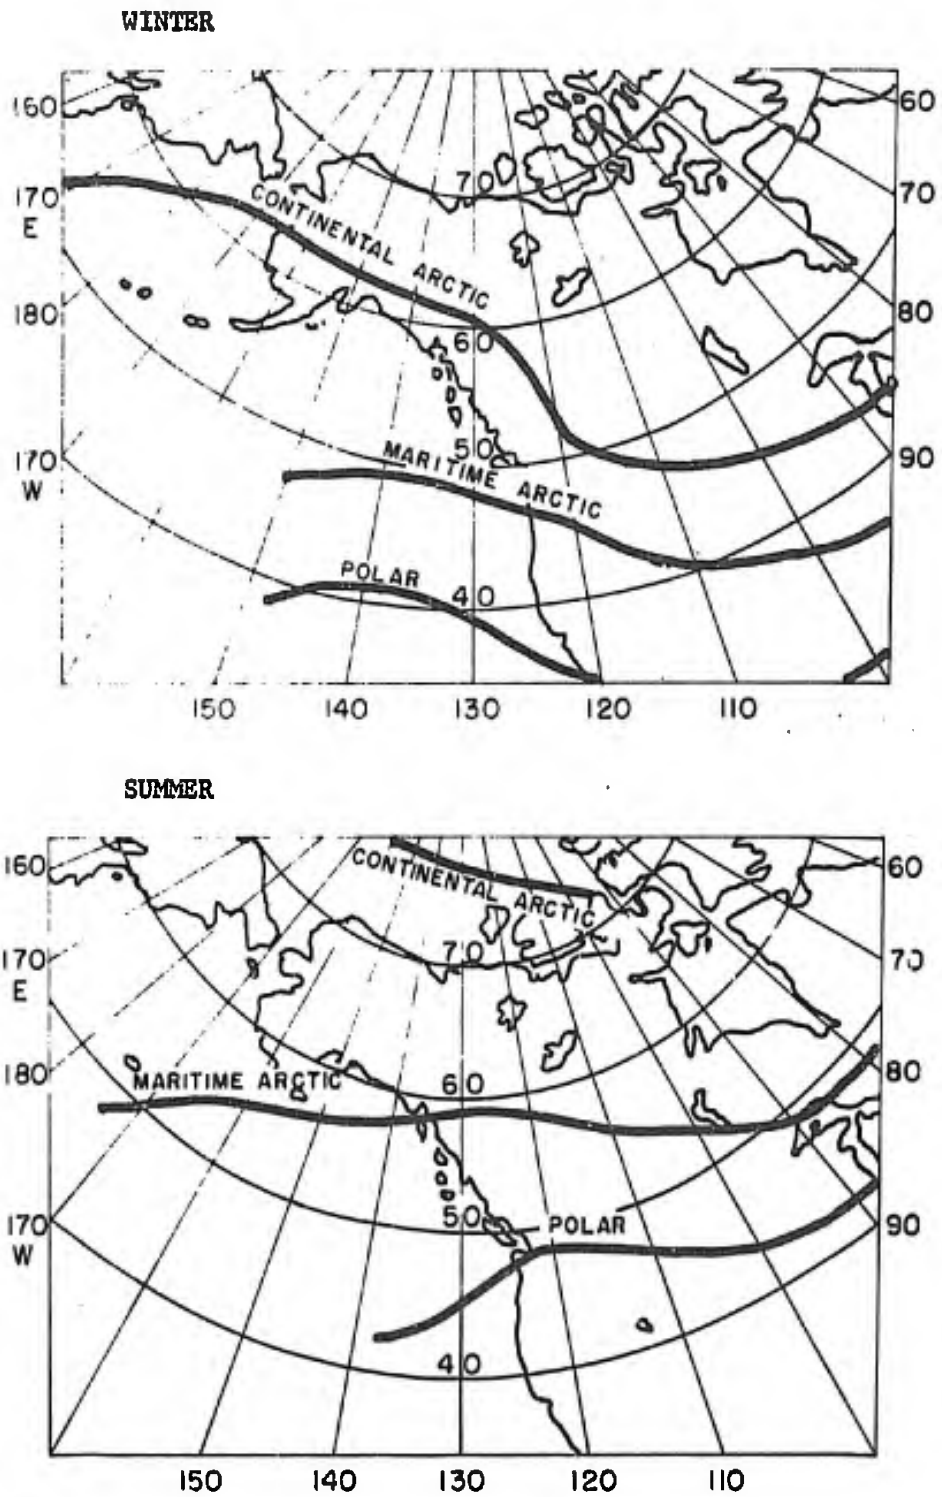 WINTER
160
170
E
180
170
W
60
70
80
90
70
CONTINENTAL ARCTIC
60
50
MARITIME ARCTIC
POLAR
40
150 140 130 120 110
SUMMER
160
170
E
180
170
W
60
70
80
90
CONTINENTAL ARCTIC
70
60
MARITIME ARCTIC
50
POLAR
40
150 140 130 120 110